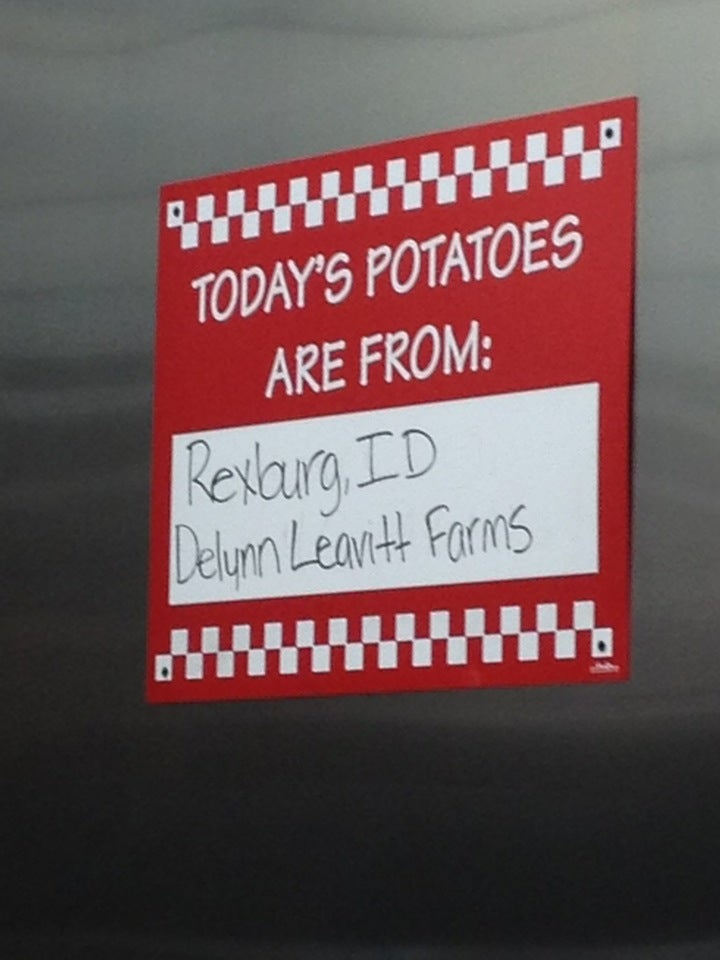 TODAY'S POTATOES
ARE FROM:
Rexburg, ID
Delynn Leavitt Farms